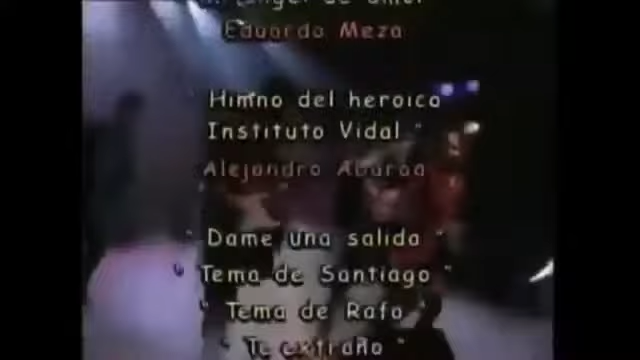 Eduardo Meza
Himno del heroico
Instituto Vidal "
Alejandro Abaroa
" Dame una salida "
" Tema de Santiago "
" Tema de Rafa "
" Te extraño "